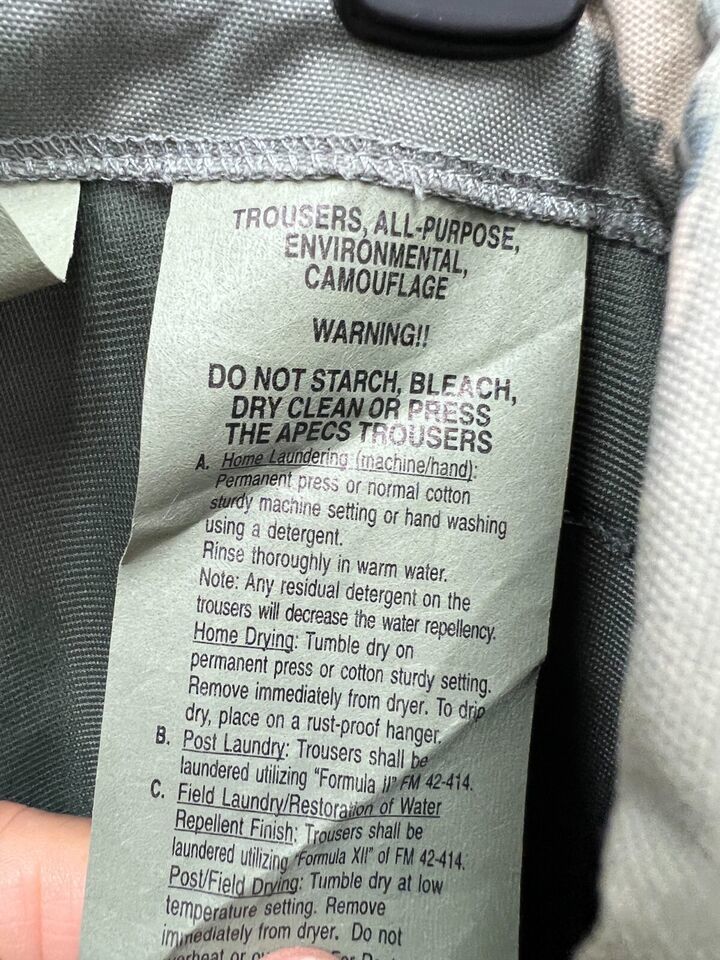 TROUSERS, ALL-PURPOSE,
ENVIRONMENTAL,
CAMOUFLAGE
WARNING!!
DO NOT STARCH, BLEACH,
DRY CLEAN OR PRESS
THE APECS TROUSERS
A. Home Laundering (machine/hand):
Permanent press or normal cotton
sturdy machine setting or hand washing
using a detergent.
Rinse thoroughly in warm water.
Note: Any residual detergent on the
trousers will decrease the water repellency.
Home Drying: Tumble dry on
permanent press or cotton sturdy setting.
Remove immediately from dryer. To drip
dry, place on a rust-proof hanger.
B. Post Laundry: Trousers shall be
laundered utilizing "Formula II" FM 42-414.
C. Field Laundry/Restoration of Water
Repellent Finish: Trousers shall be
laundered utilizing "Formula XII" of FM 42-414.
Post/Field Drying: Tumble dry at low
temperature setting. Remove
immediately from dryer. Do not
or